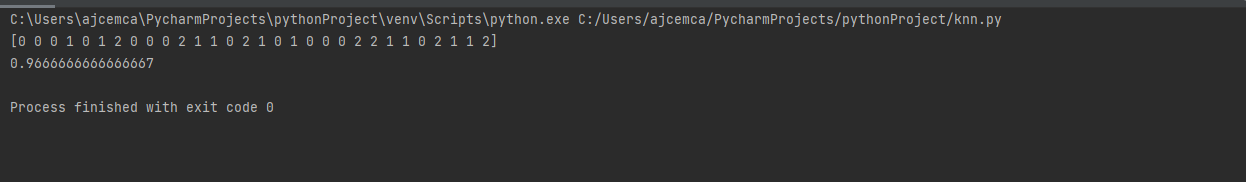 C:\Users\ajcemca\PycharmProjects\pythonProject\venv\Scripts\python.exe C:/Users/ajcemca/PycharmProjects/pythonProject/knn.py
[0 0 0 1 0 1 2 0 0 0 2 1 1 0 2 1 0 1 0 0 0 2 2 1 1 0 2 1 1 2]
0.9666666666666667
Process finished with exit code 0